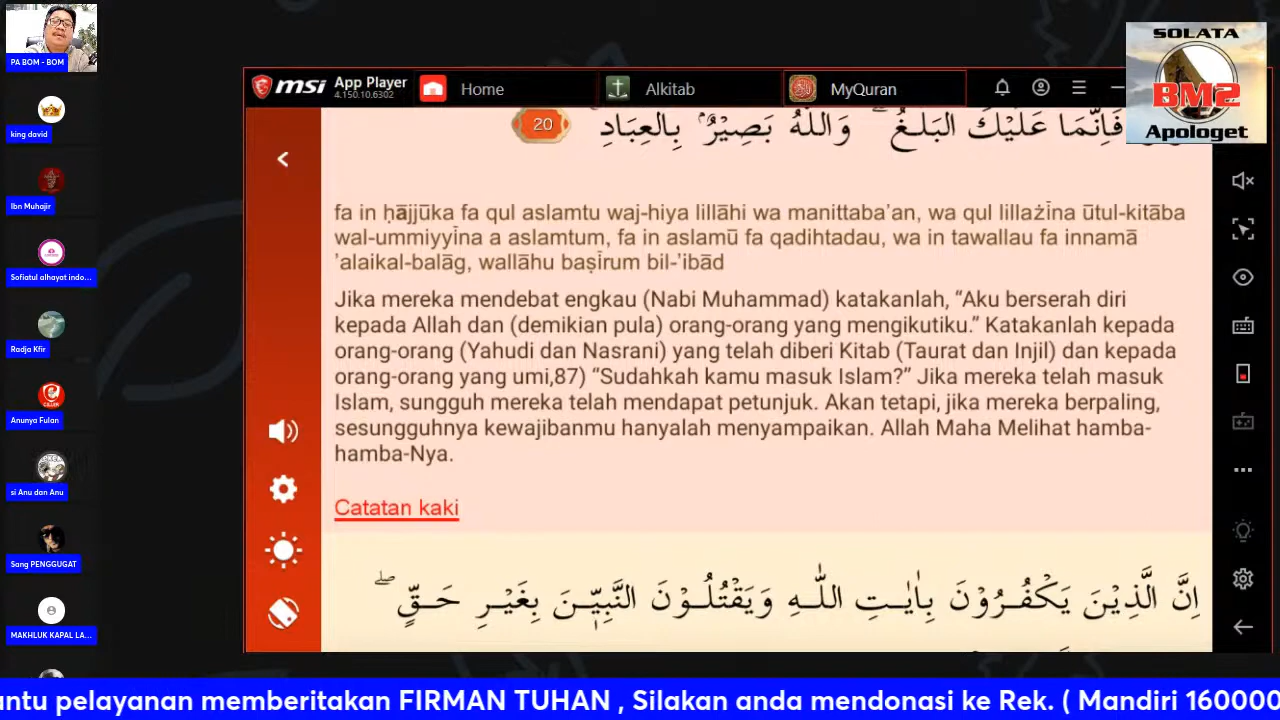 PA BOM - BOM
king david
Ibn Muhajir
Sofiatul alhayat indo...
Radja Kfir
Anunya Fulan
si Anu dan Anu
Sang PENGGUGAT
MAKHLUK KAPAL LA...
msi App Player
4.150.10.6302
Home
Alkitab
MyQuran
SOLATA
BM2
Apologet
فَاِنَّمَا عَلَيْكَ الْبَلٰغُ ۗ وَاللّٰهُ بَصِيْرٌۢ بِالْعِبَادِ ࣖ 20
fa in ḥājjūka fa qul aslamtu waj-hiya lillāhi wa manittaba’an, wa qul lillażīna ūtul-kitāba
wal-ummiyyīna a aslamtum, fa in aslamū fa qadihtadau, wa in tawallau fa innamā
’alaikal-balāg, wallāhu baṣīrum bil-’ibād
Jika mereka mendebat engkau (Nabi Muhammad) katakanlah, “Aku berserah diri
kepada Allah dan (demikian pula) orang-orang yang mengikutiku.” Katakanlah kepada
orang-orang (Yahudi dan Nasrani) yang telah diberi Kitab (Taurat dan Injil) dan kepada
orang-orang yang umi,87) “Sudahkah kamu masuk Islam?” Jika mereka telah masuk
Islam, sungguh mereka telah mendapat petunjuk. Akan tetapi, jika mereka berpaling,
sesungguhnya kewajibanmu hanyalah menyampaikan. Allah Maha Melihat hamba-
hamba-Nya.
Catatan kaki
اِنَّ الَّذِيْنَ يَكْفُرُوْنَ بِاٰيٰتِ اللّٰهِ وَيَقْتُلُوْنَ النَّبِيّٖنَ بِغَيْرِ حَقٍّۖ
antu pelayanan memberitakan FIRMAN TUHAN , Silakan anda mendonasi ke Rek. ( Mandiri 160000